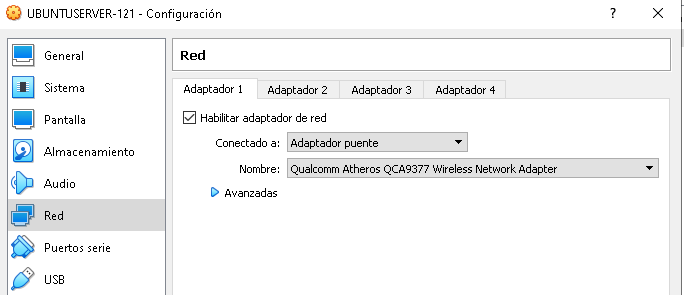 UBUNTUSERVER-121 - Configuración
?
General
Sistema
Pantalla
Almacenamiento
Audio
Red
Puertos serie
USB
Red
Adaptador 1 Adaptador 2 Adaptador 3 Adaptador 4
Habilitar adaptador de red
Conectado a: Adaptador puente
Nombre: Qualcomm Atheros QCA9377 Wireless Network Adapter
Avanzadas